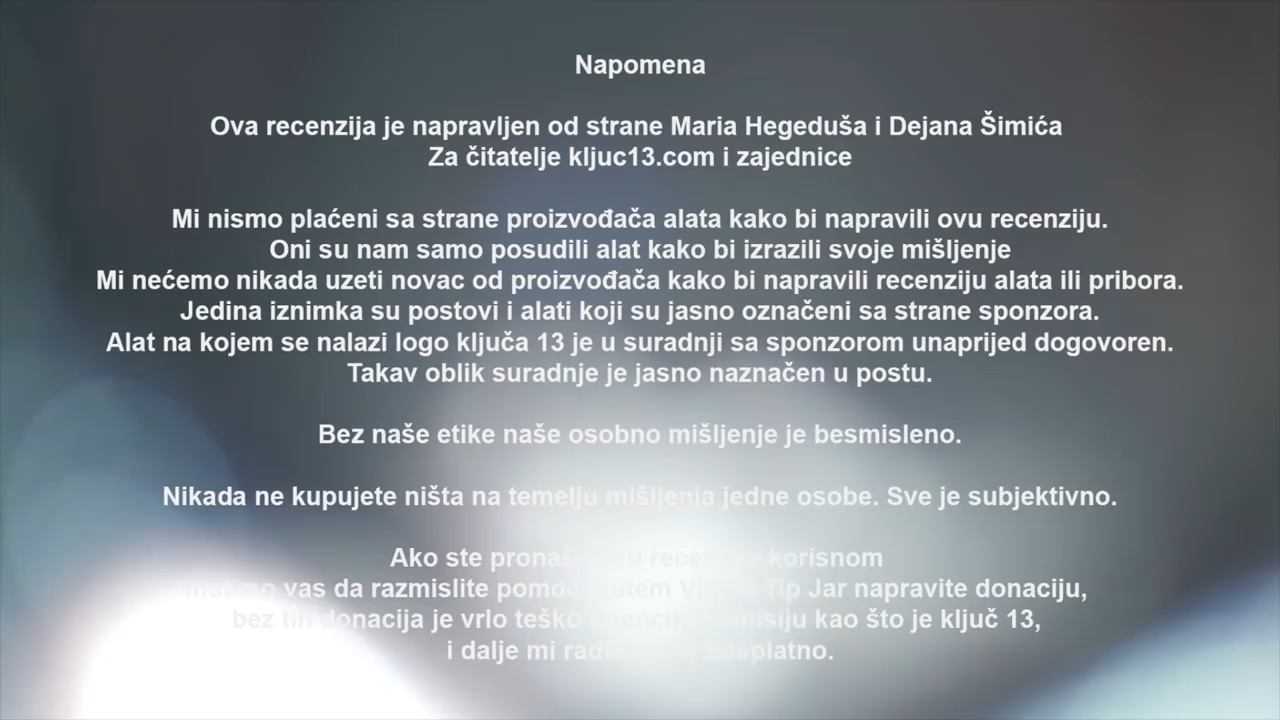 Napomena
Ova recenzija je napravljen od strane Maria Hegeduša i Dejana Šimića
Za čitatelje kljuc13.com i zajednice
Mi nismo plaćeni sa strane proizvođača alata kako bi napravili ovu recenziju.
Oni su nam samo posudili alat kako bi izrazili svoje mišljenje
Mi nećemo nikada uzeti novac od proizvođača kako bi napravili recenziju alata ili pribora.
Jedina iznimka su postovi i alati koji su jasno označeni sa strane sponzora.
Alat na kojem se nalazi logo ključa 13 je u suradnji sa sponzorom unaprijed dogovoren.
Takav oblik suradnje je jasno naznačen u postu.
Bez naše etike naše osobno mišljenje je besmisleno.
Nikada ne kupujete ništa na temelju mišljenja jedne osobe. Sve je subjektivno.
Ako ste korisnom
vas da razmislite Tip Jar napravite donaciju,
bez donacija je vrlo teško kao što je ključ 13,
i dalje mi